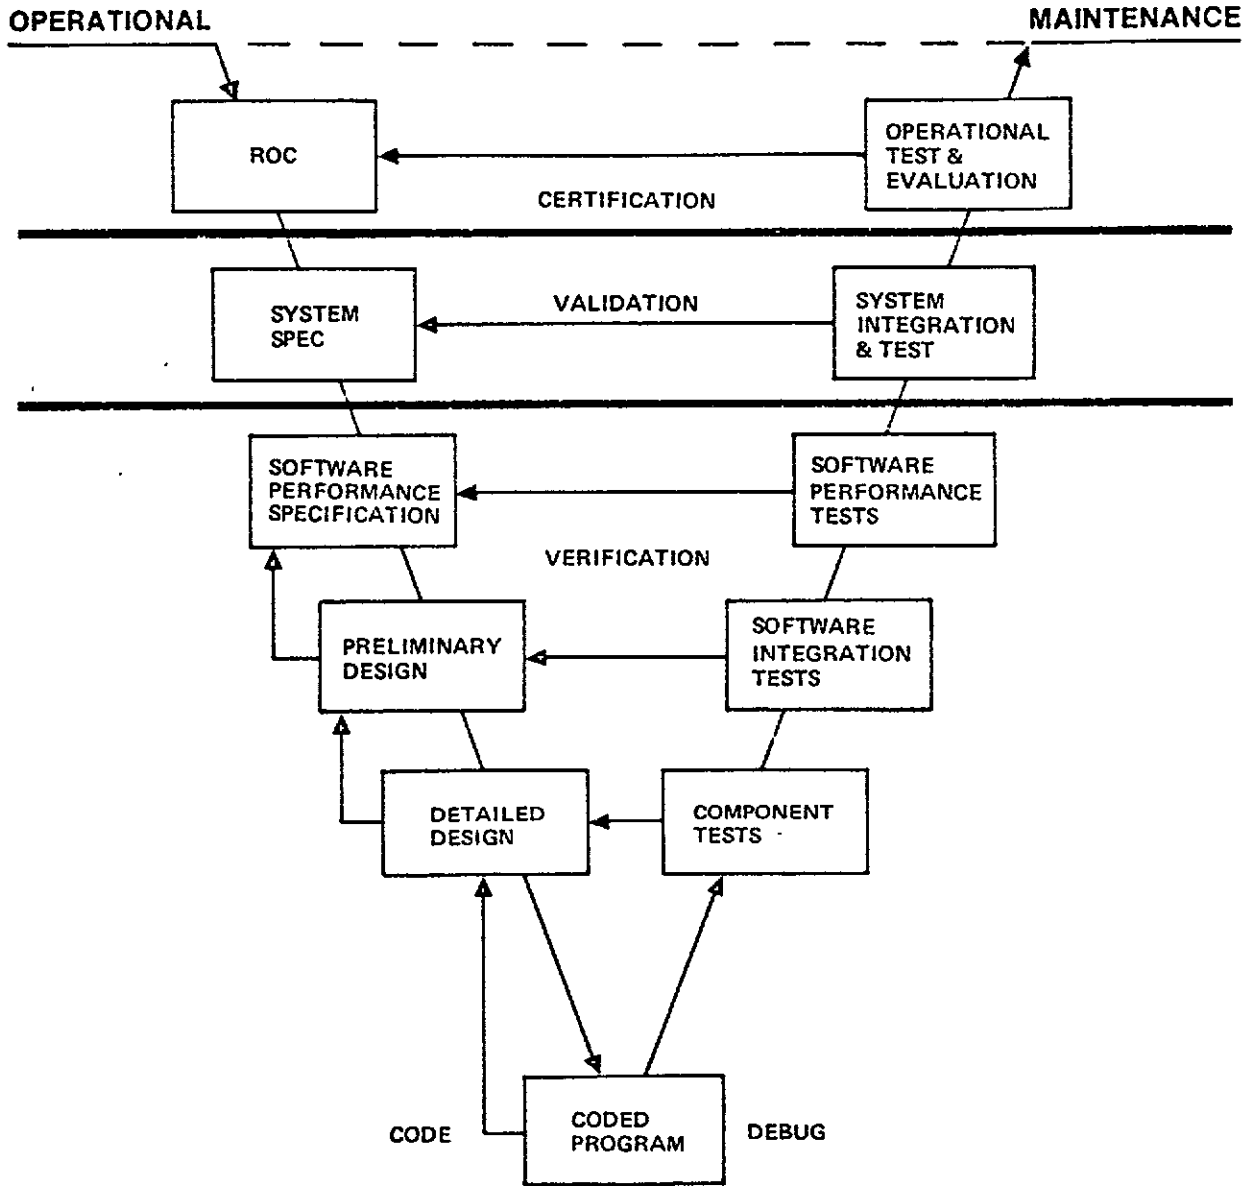 OPERATIONAL
MAINTENANCE
ROC
OPERATIONAL
TEST &
EVALUATION
CERTIFICATION
SYSTEM
SPEC
VALIDATION
SYSTEM
INTEGRATION
& TEST
SOFTWARE
PERFORMANCE
SPECIFICATION
SOFTWARE
PERFORMANCE
TESTS
VERIFICATION
PRELIMINARY
DESIGN
SOFTWARE
INTEGRATION
TESTS
DETAILED
DESIGN
COMPONENT
TESTS
CODE
CODED
PROGRAM
DEBUG